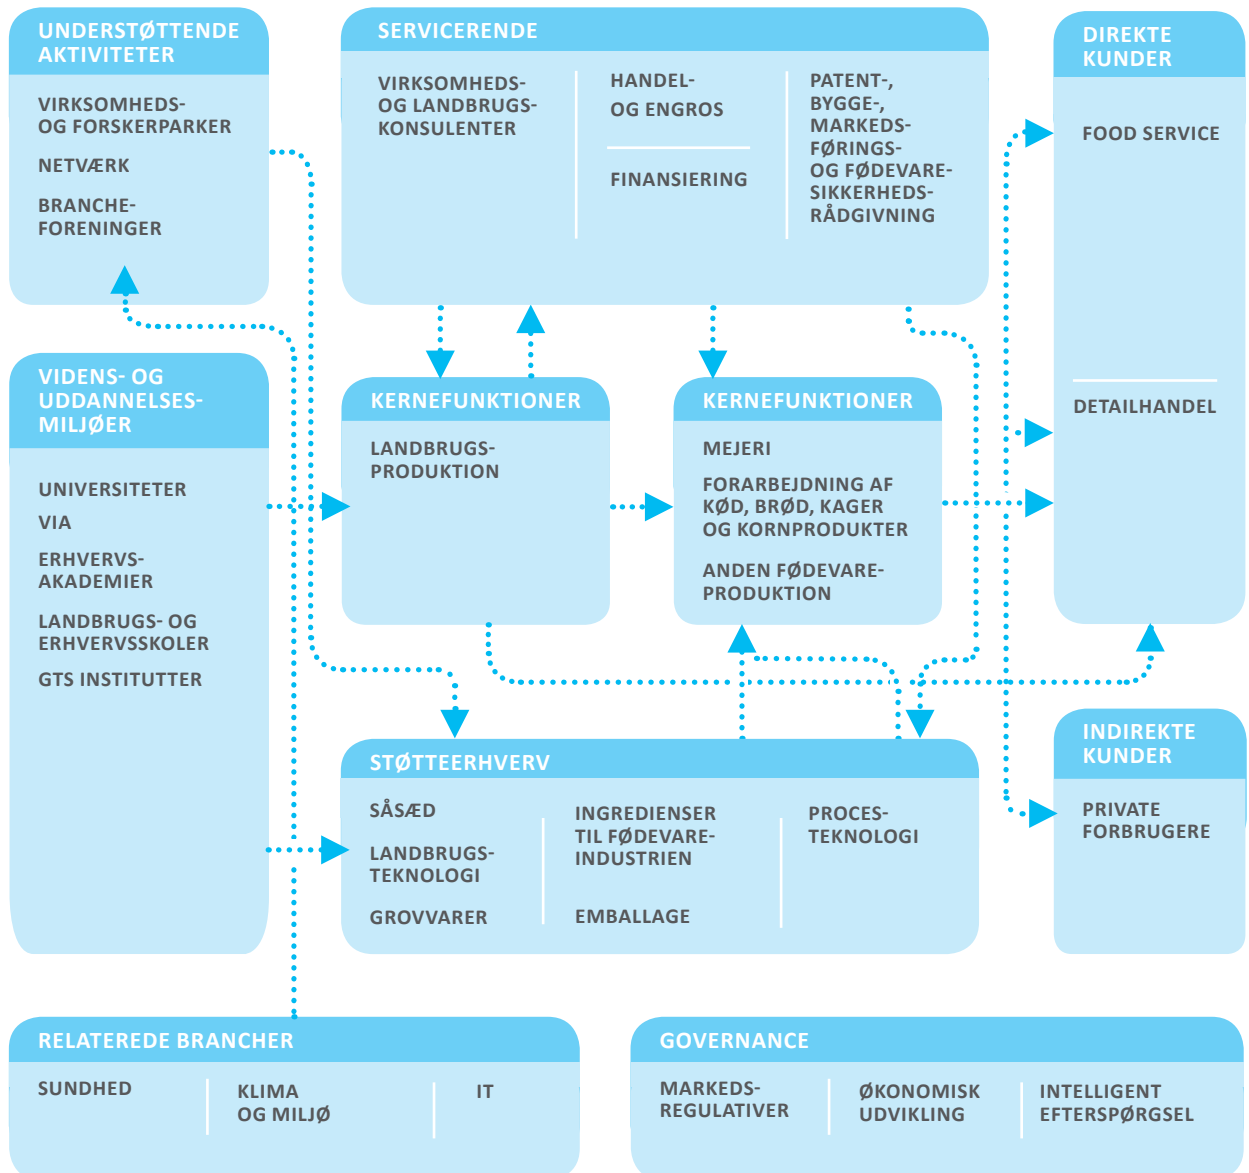 UNDERSTØTTENDE
AKTIVITETER
VIRKSOMHEDS-
OG FORSKERPARKER
NETVÆRK
BRANCHE-
FORENINGER
SERVICERENDE
VIRKSOMHEDS-
OG LANDBRUGS-
KONSULENTER
HANDEL-
OG ENGROS
FINANSIERING
PATENT-,
BYGGE-,
MARKEDS-
FØRINGS-
OG FØDEVARE-
SIKKERHEDS-
RÅDGIVNING
DIREKTE
KUNDER
FOOD SERVICE
DETAILHANDEL
VIDENS- OG
UDDANNELSES-
MILJØER
UNIVERSITETER
VIA
ERHVERVS-
AKADEMIER
LANDBRUGS- OG
ERHVERVSSKOLER
GTS INSTITUTTER
KERNEFUNKTIONER
LANDBRUGS-
PRODUKTION
KERNEFUNKTIONER
MEJERI
FORARBEJDNING AF
KØD, BRØD, KAGER
OG KORNPRODUKTER
ANDEN FØDEVARE-
PRODUKTION
STØTTEERHVERV
SÅSÆD
LANDBRUGS-
TEKNOLOGI
GROVVARER
INGREDIENSER
TIL FØDEVARE-
INDUSTRIEN
EMBALLAGE
PROCES-
TEKNOLOGI
INDIREKTE
KUNDER
PRIVATE
FORBRUGERE
RELATEREDE BRANCHER
SUNDHED
KLIMA
OG MILJØ
IT
GOVERNANCE
MARKEDS-
REGULATIVER
ØKONOMISK
UDVIKLING
INTELLIGENT
EFTERSPØRGSEL